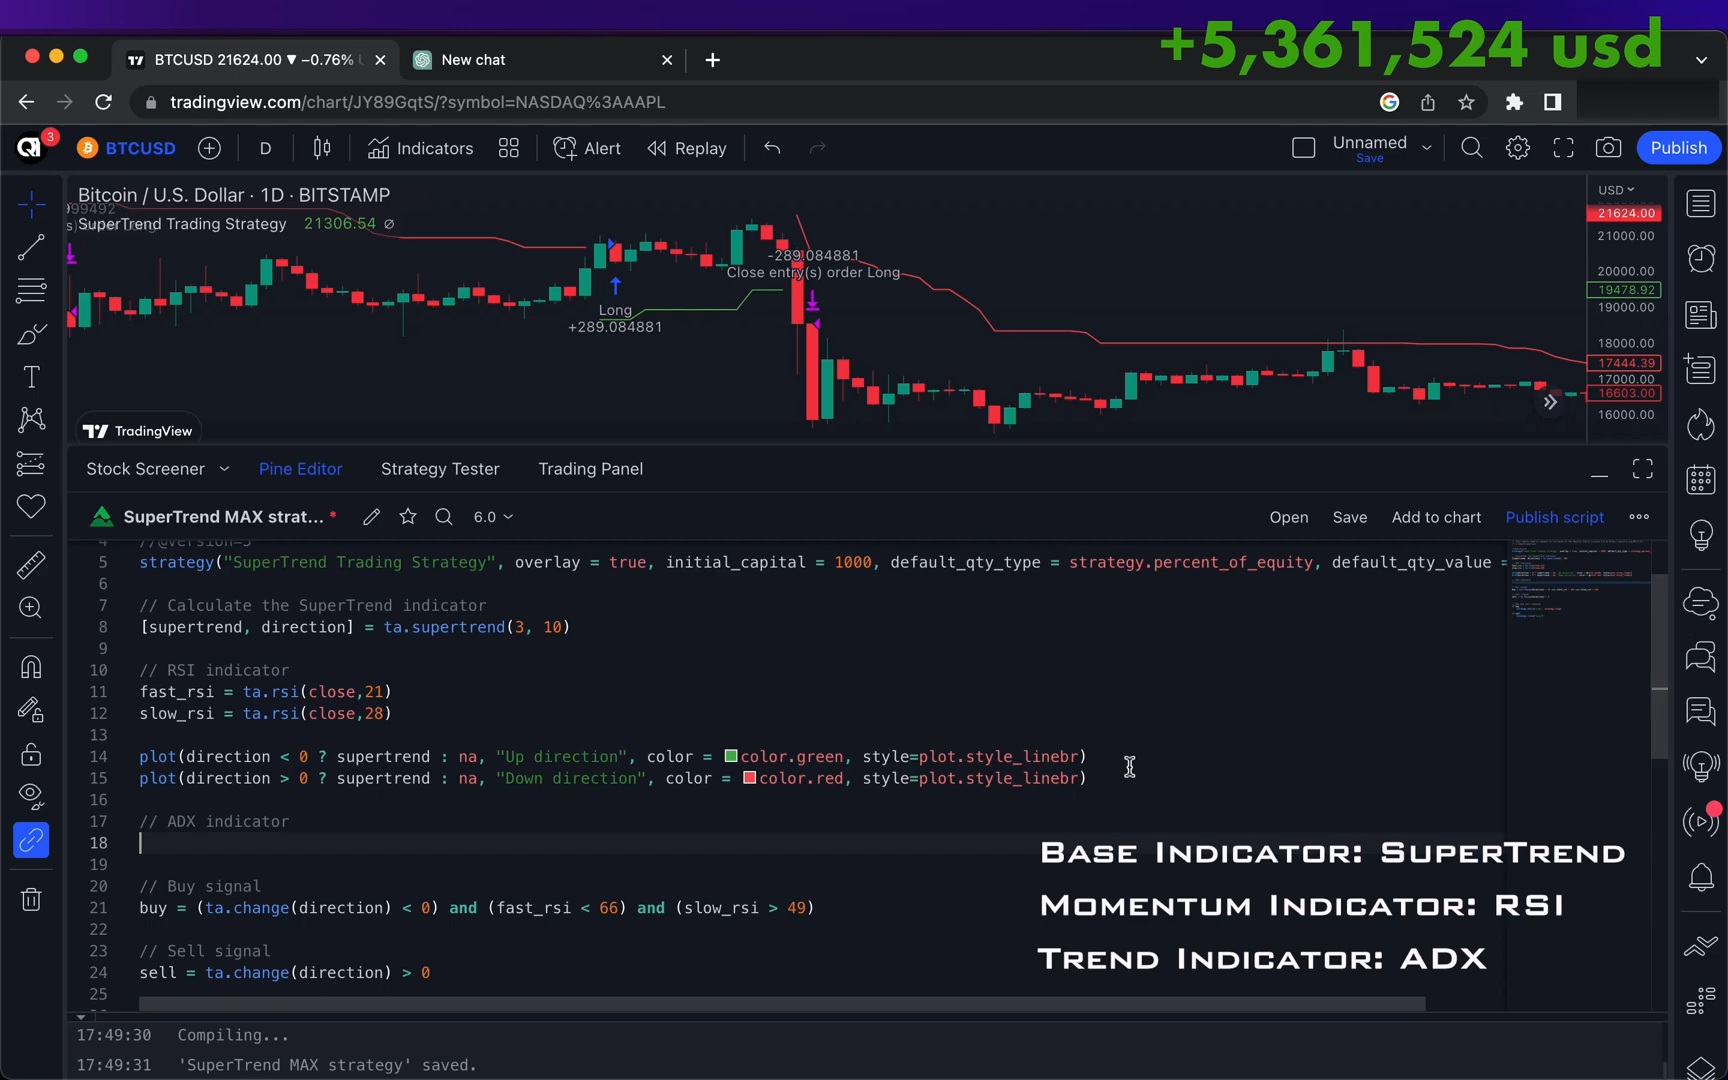 +5,361,524 usd
BTCUSD 21624.00 ▼ −0.76% U
New chat
tradingview.com/chart/JY89GqtS/?symbol=NASDAQ%3AAAPL
3
BTCUSD
D
Indicators
Alert
Replay
Unnamed
Save
Publish
Bitcoin / U.S. Dollar · 1D · BITSTAMP
SuperTrend Trading Strategy 21306.54 ∅
-289.084881
Close entry(s) order Long
Long
+289.084881
TradingView
USD
21624.00
21000.00
20000.00
19478.92
19000.00
18000.00
17444.39
17000.00
16603.00
16000.00
Stock Screener
Pine Editor
Strategy Tester
Trading Panel
SuperTrend MAX strat... *
6.0
Open
Save
Add to chart
Publish script
4 //@version=5
5 strategy("SuperTrend Trading Strategy", overlay = true, initial_capital = 1000, default_qty_type = strategy.percent_of_equity, default_qty_value =
6
7 // Calculate the SuperTrend indicator
8 [supertrend, direction] = ta.supertrend(3, 10)
9
10 // RSI indicator
11 fast_rsi = ta.rsi(close,21)
12 slow_rsi = ta.rsi(close,28)
13
14 plot(direction < 0 ? supertrend : na, "Up direction", color = color.green, style=plot.style_linebr)
15 plot(direction > 0 ? supertrend : na, "Down direction", color = color.red, style=plot.style_linebr)
16
17 // ADX indicator
18
19
20 // Buy signal
21 buy = (ta.change(direction) < 0) and (fast_rsi < 66) and (slow_rsi > 49)
22
23 // Sell signal
24 sell = ta.change(direction) > 0
25
Base Indicator: SuperTrend
Momentum Indicator: RSI
Trend Indicator: ADX
17:49:30 Compiling...
17:49:31 'SuperTrend MAX strategy' saved.